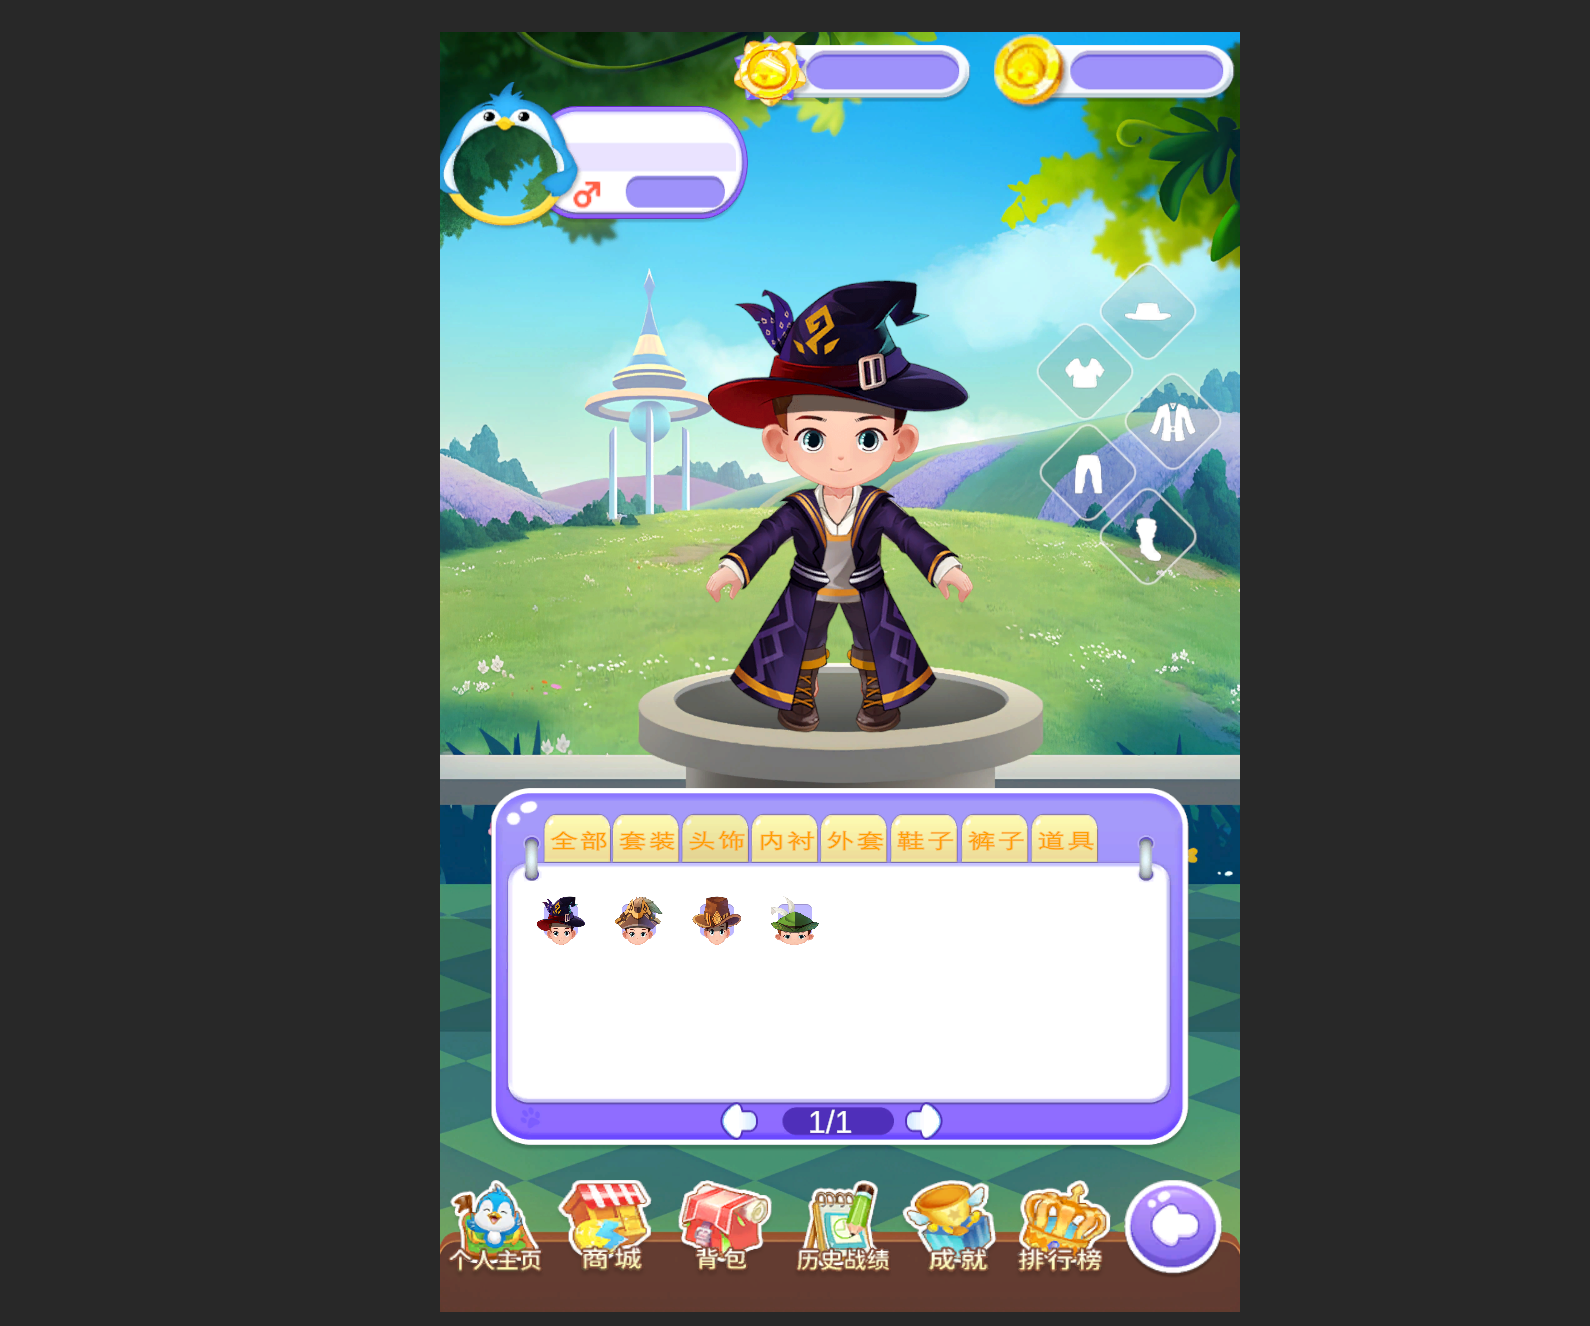 全部 套装 头饰 内衬 外套 鞋子 裤子 道具
1/1
个人主页 商城 背包 历史战绩 成就 排行榜